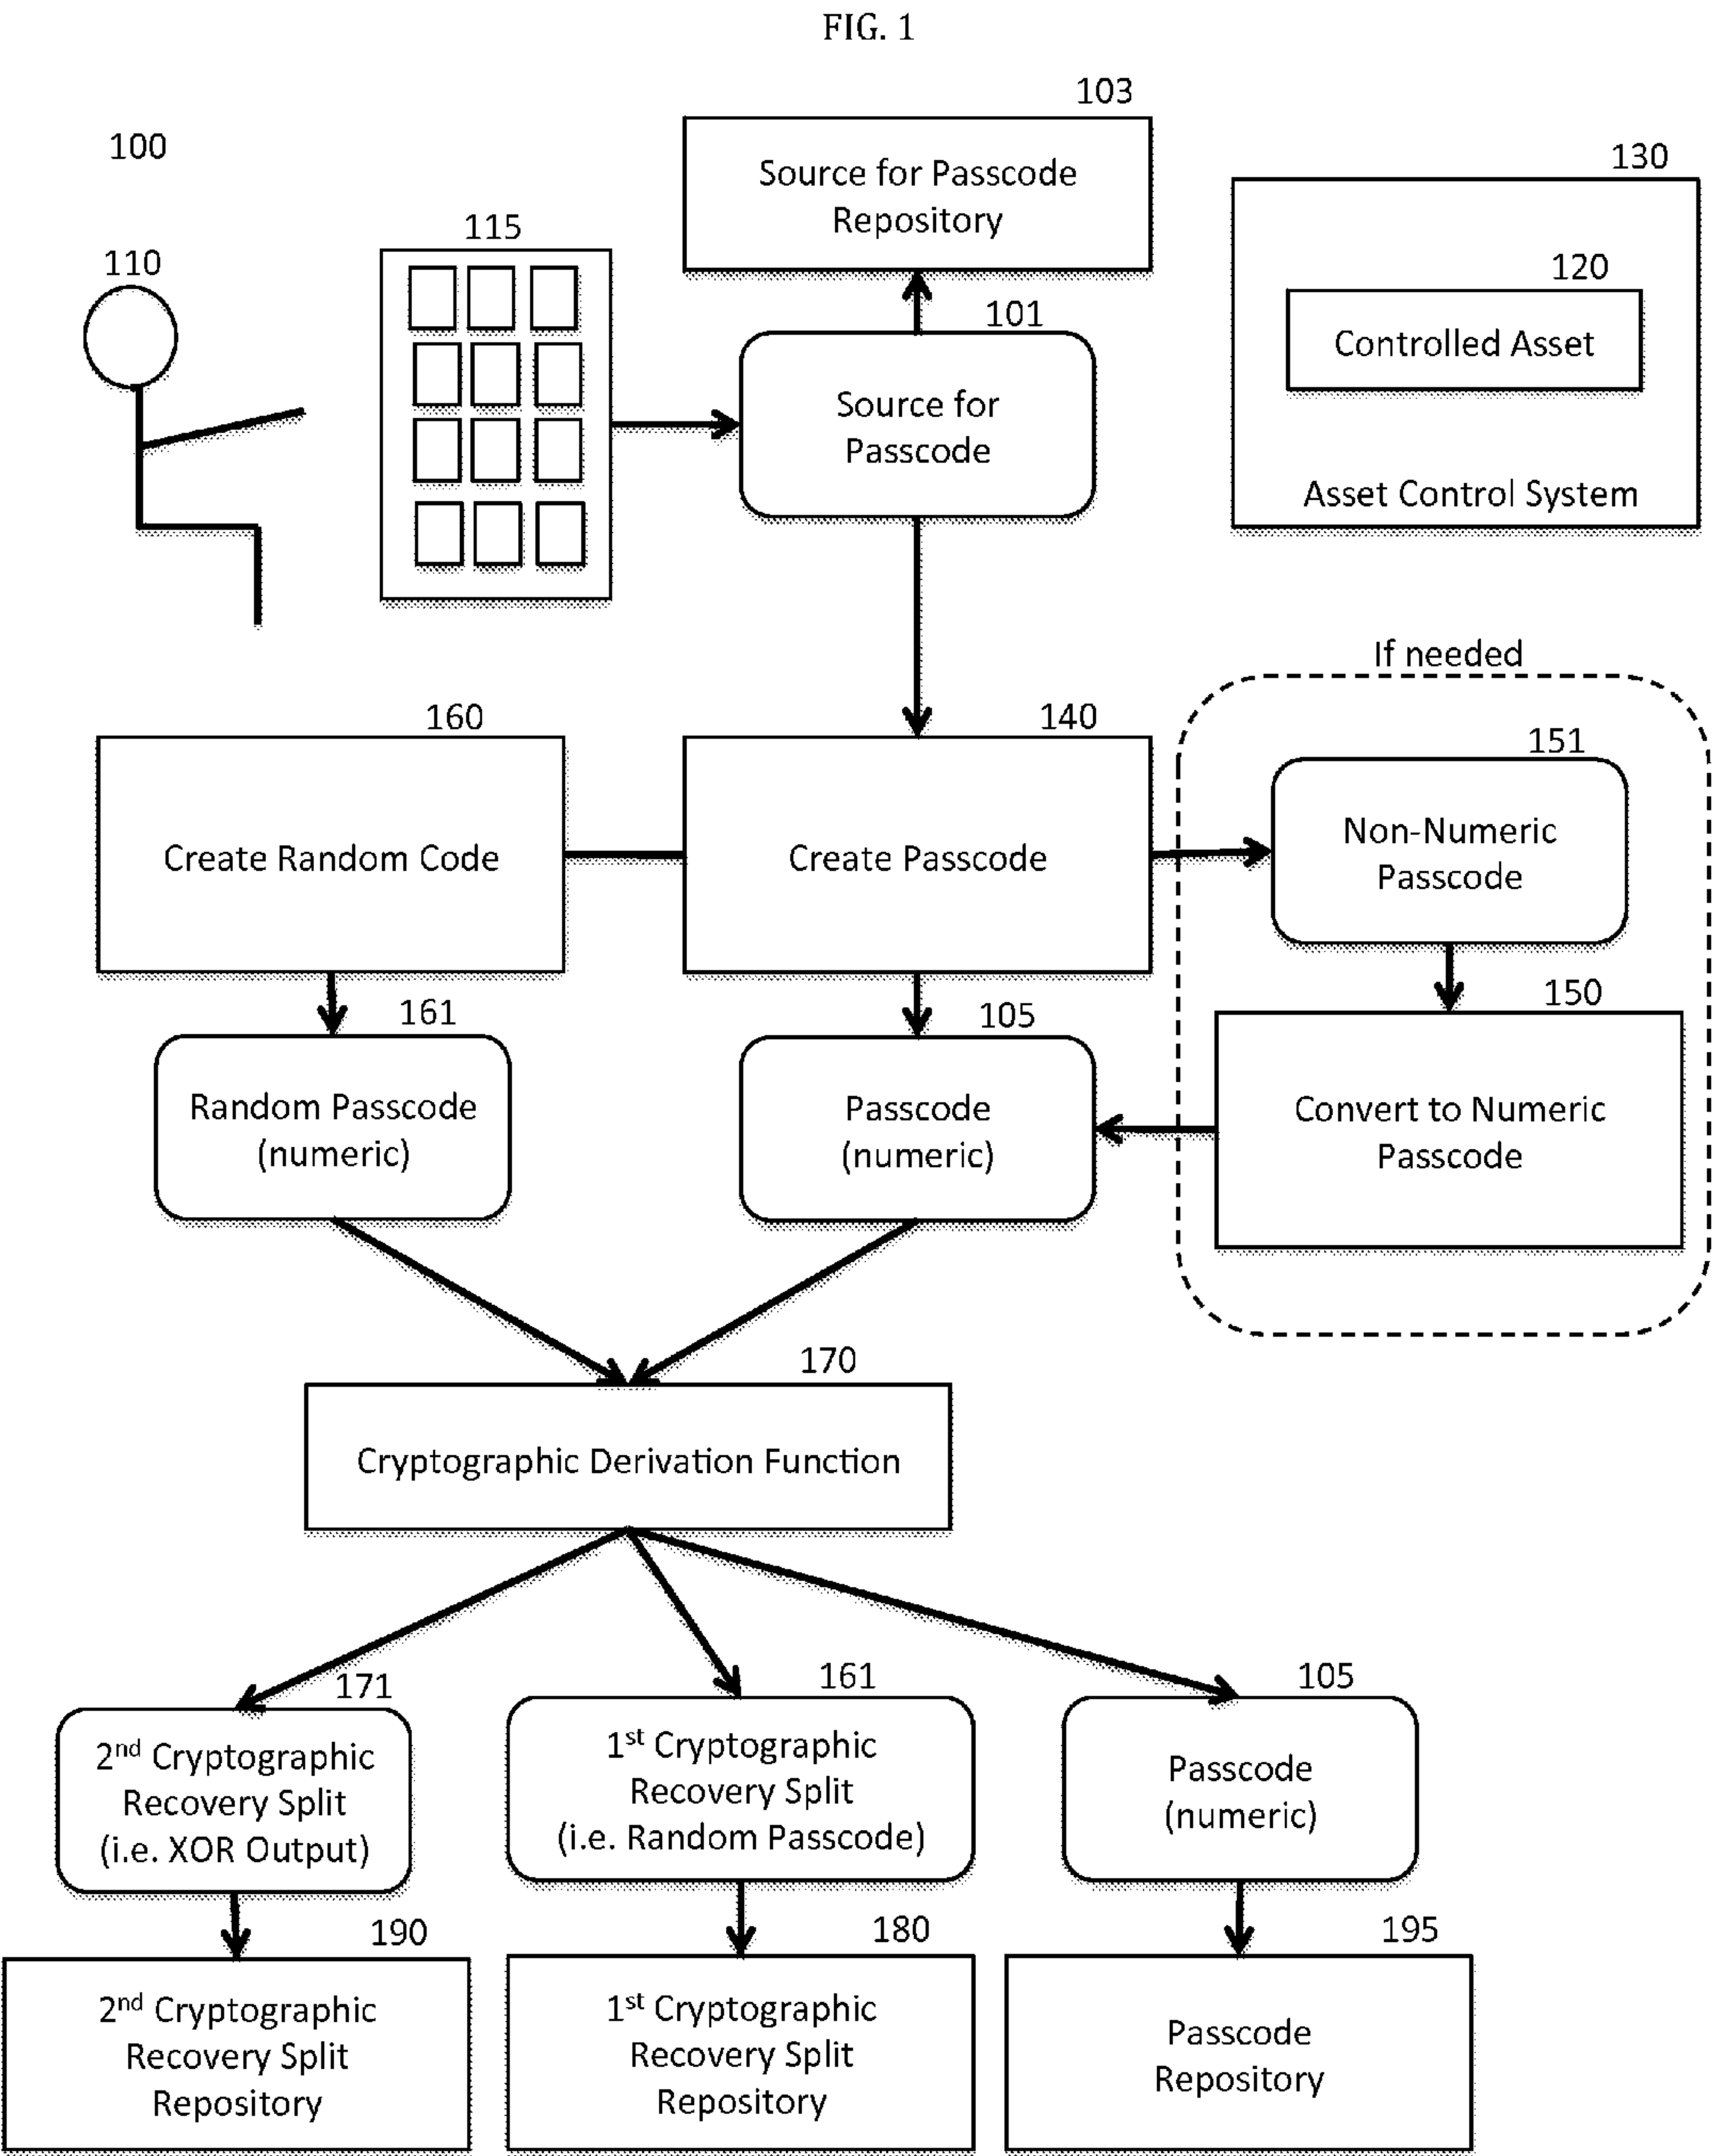 FIG. 1
103
100
Source for Passcode
Repository
130
115
110
120
101
Controlled Asset
Source for
Passcode
Asset Control System
If needed
160
140
151
Create Random Code
Create Passcode
Non-Numeric
Passcode
150
161
105
Random Passcode
(numeric)
Passcode
(numeric)
Convert to Numeric
Passcode
170
Cryptographic Derivation Function
171
161
105
2nd Cryptographic
Recovery Split
(i.e. XOR Output)
1st Cryptographic
Recovery Split
(i.e. Random Passcode)
Passcode
(numeric)
190
180
195
2nd Cryptographic
Recovery Split
Repository
1st Cryptographic
Recovery Split
Repository
Passcode
Repository